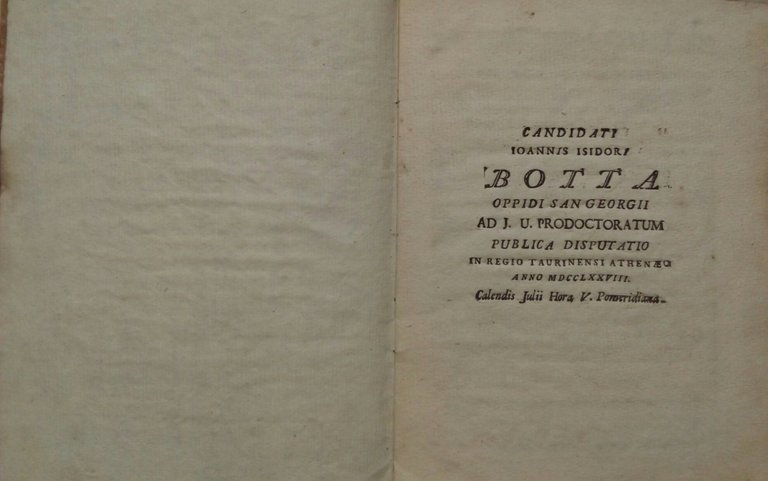 CANDIDATI
IOANNIS ISIDORI
BOTTA
OPPIDI SAN GEORGII
AD J. U. PRODOCTORATUM
PUBLICA DISPUTATIO
IN REGIO TAURINENSI ATHENÆO
ANNO MDCCLXXVIII.
Calendis Julii Hora V. Pomeridiana.